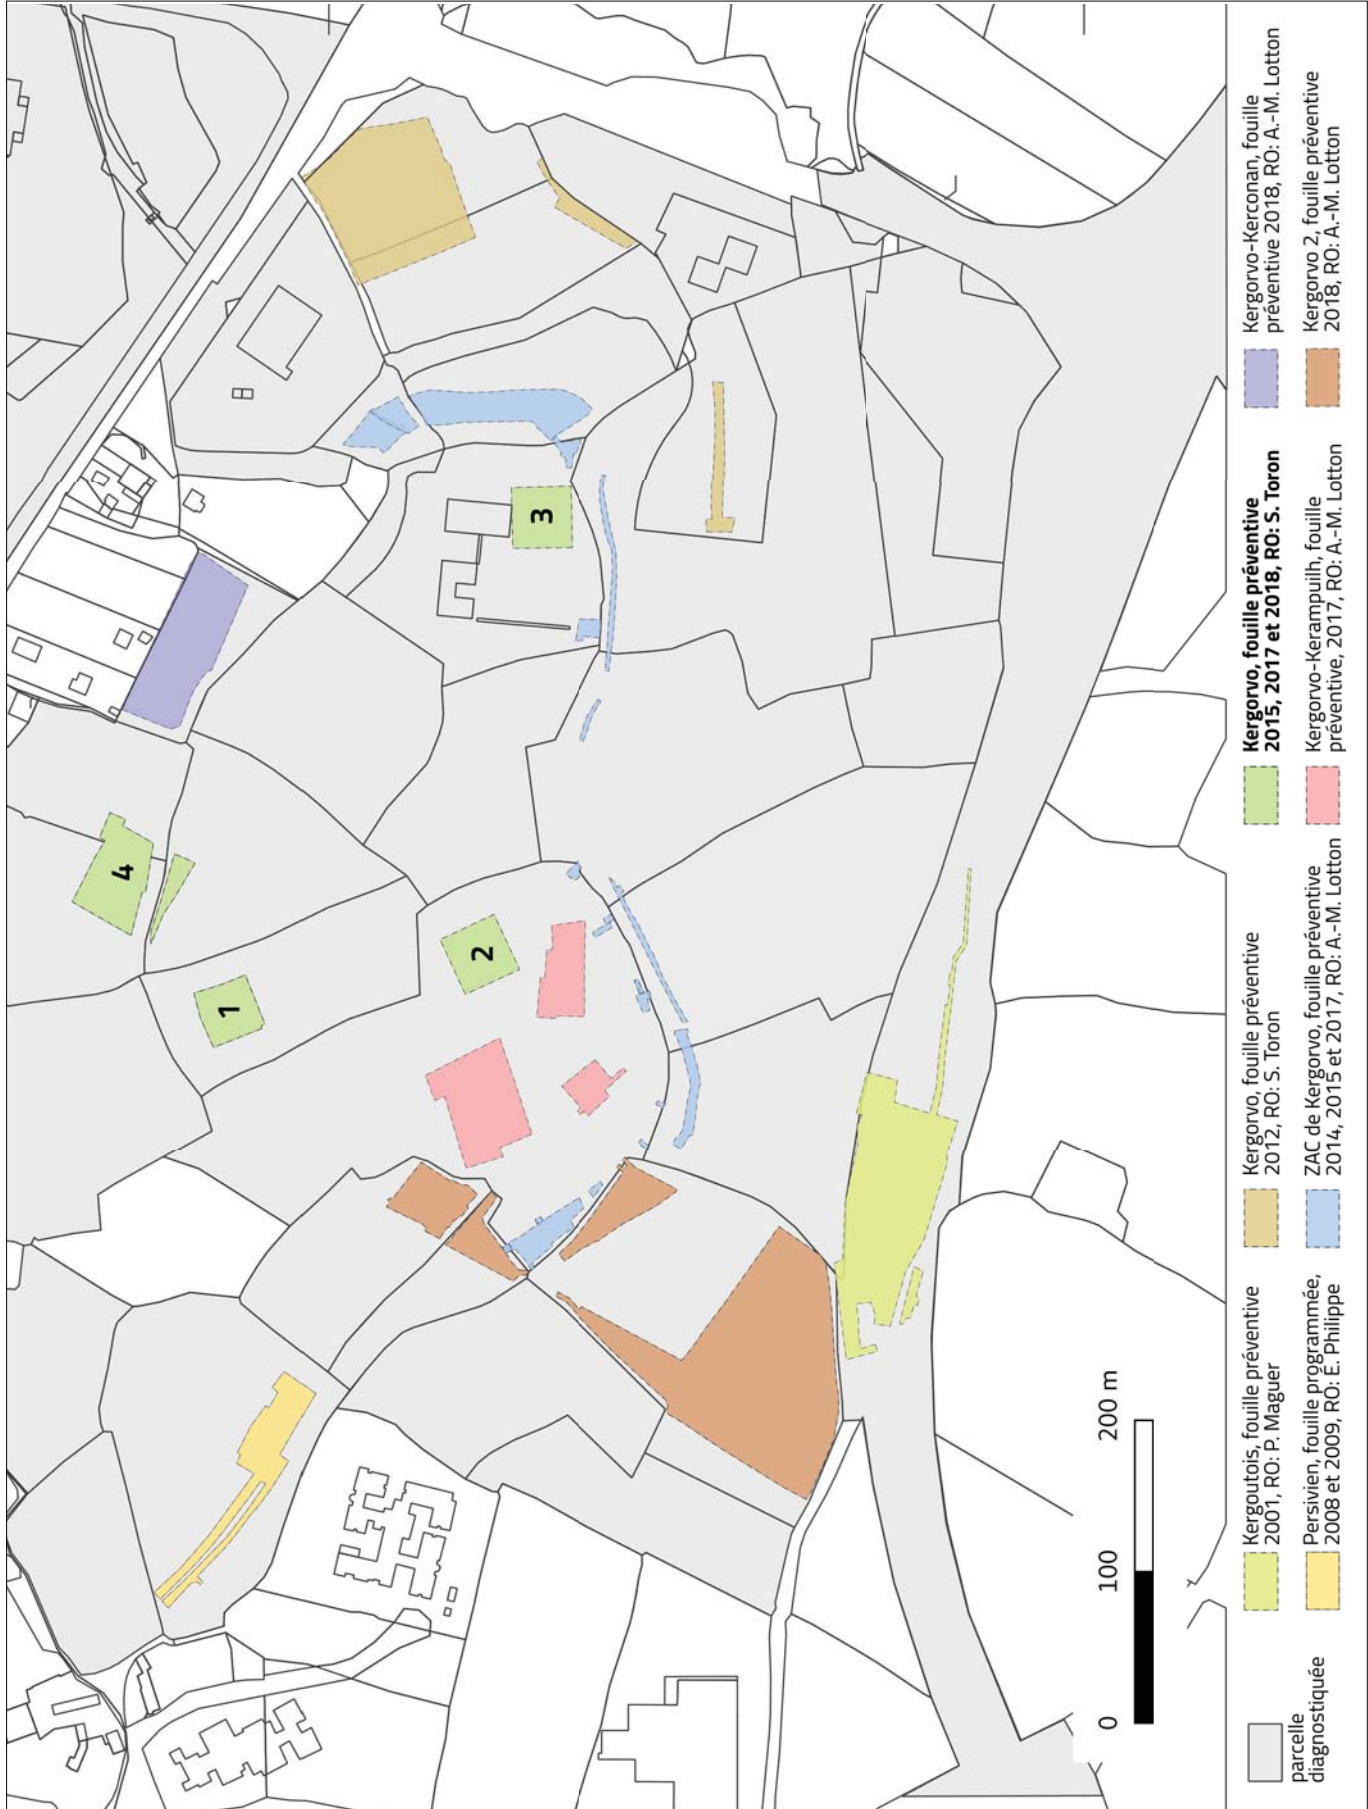 4
1
2
3
0
100
200 m
parcelle
diagnostiquée
Kergoutois, fouille préventive
2001, RO: P. Maguer
Persivien, fouille programmée,
2008 et 2009, RO: E. Philippe
Kergorvo, fouille préventive
2012, RO: S. Toron
ZAC de Kergorvo, fouille préventive
2014, 2015 et 2017, RO: A.-M. Lotton
Kergorvo, fouille préventive
2015, 2017 et 2018, RO: S. Toron
Kergorvo-Kerampuilh, fouille
préventive, 2017, RO: A.-M. Lotton
Kergorvo-Kerconan, fouille
préventive 2018, RO: A.-M. Lotton
Kergorvo 2, fouille préventive
2018, RO: A.-M. Lotton